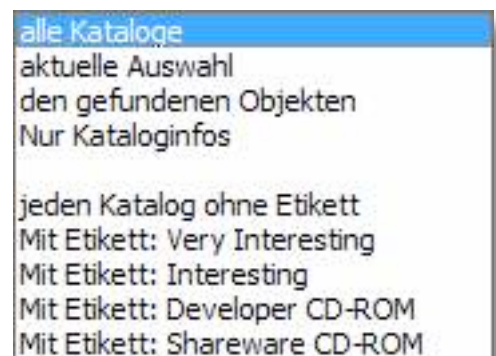 alle Kataloge
aktuelle Auswahl
den gefundenen Objekten
Nur Kataloginfos
jeden Katalog ohne Etikett
Mit Etikett: Very Interesting
Mit Etikett: Interesting
Mit Etikett: Developer CD-ROM
Mit Etikett: Shareware CD-ROM